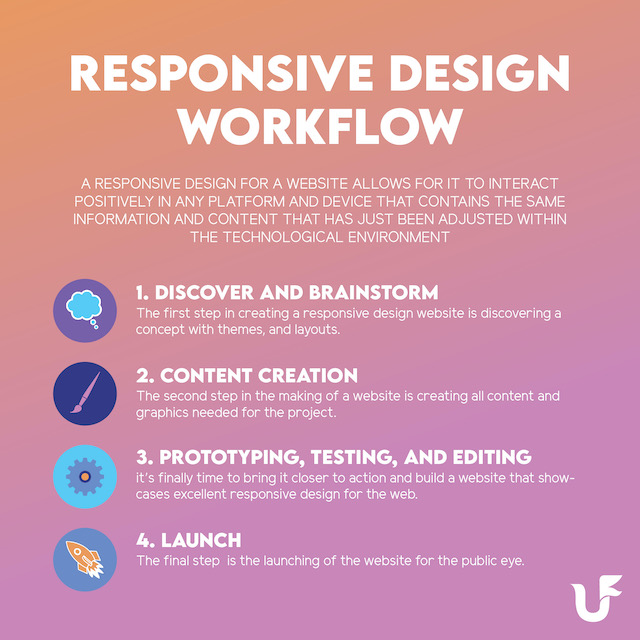 RESPONSIVE DESIGN
WORKFLOW
A RESPONSIVE DESIGN FOR A WEBSITE ALLOWS FOR IT TO INTERACT
POSITIVELY IN ANY PLATFORM AND DEVICE THAT CONTAINS THE SAME
INFORMATION AND CONTENT THAT HAS JUST BEEN ADJUSTED WITHIN
THE TECHNOLOGICAL ENVIRONMENT
1. DISCOVER AND BRAINSTORM
The first step in creating a responsive design website is discovering a
concept with themes, and layouts.
2. CONTENT CREATION
The second step in the making of a website is creating all content and
graphics needed for the project.
3. PROTOTYPING, TESTING, AND EDITING
it's finally time to bring it closer to action and build a website that show-
cases excellent responsive design for the web.
4. LAUNCH
The final step  is the launching of the website for the public eye.